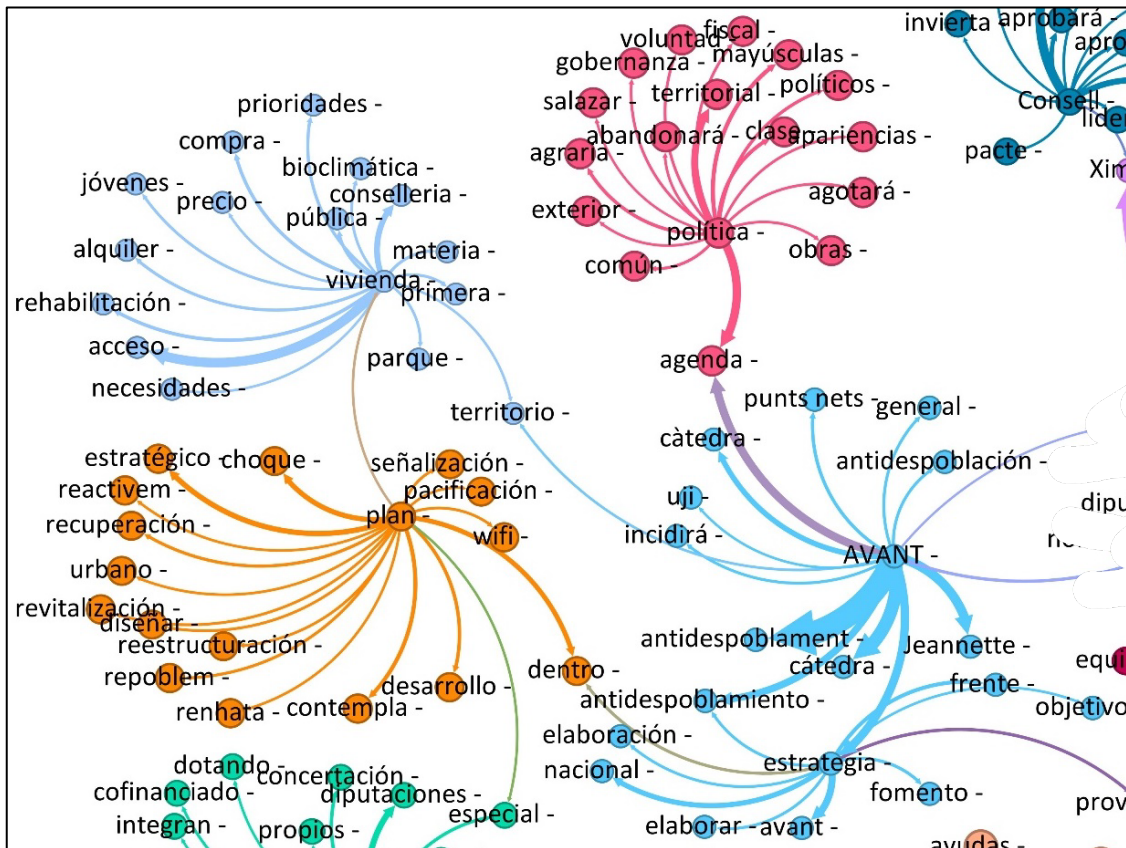 invierta -
aprobará -
voluntad -
fiscal -
gobernanza -
mayúsculas -
prioridades -
salazar -
territorial -
políticos -
Consell -
compra -
abandonará -
clase -
apariencias -
bioclimática -
agraria -
pacte -
jóvenes -
conselleria -
precio -
pública -
exterior -
agotará -
política -
alquiler -
materia -
común -
obras -
vivienda -
primera -
rehabilitación -
acceso -
parque -
agenda -
necesidades -
territorio -
punts nets -
general -
càtedra -
estratégico -
choque -
señalización -
antidespoblación -
reactivem -
pacificación -
uji -
recuperación -
plan -
wifi -
incidirá -
AVANT -
urbano -
revitalización -
diseñar -
reestructuración -
antidespoblament -
Jeannette -
repoblem -
desarrollo -
dentro -
cátedra -
renhata -
contempla -
antidespoblamiento -
frente -
objetivo
elaboración -
dotando -
concertación -
nacional -
estrategia -
cofinanciado -
diputaciones -
fomento -
integran -
propios -
especial -
elaborar -
avant -
ayudas -